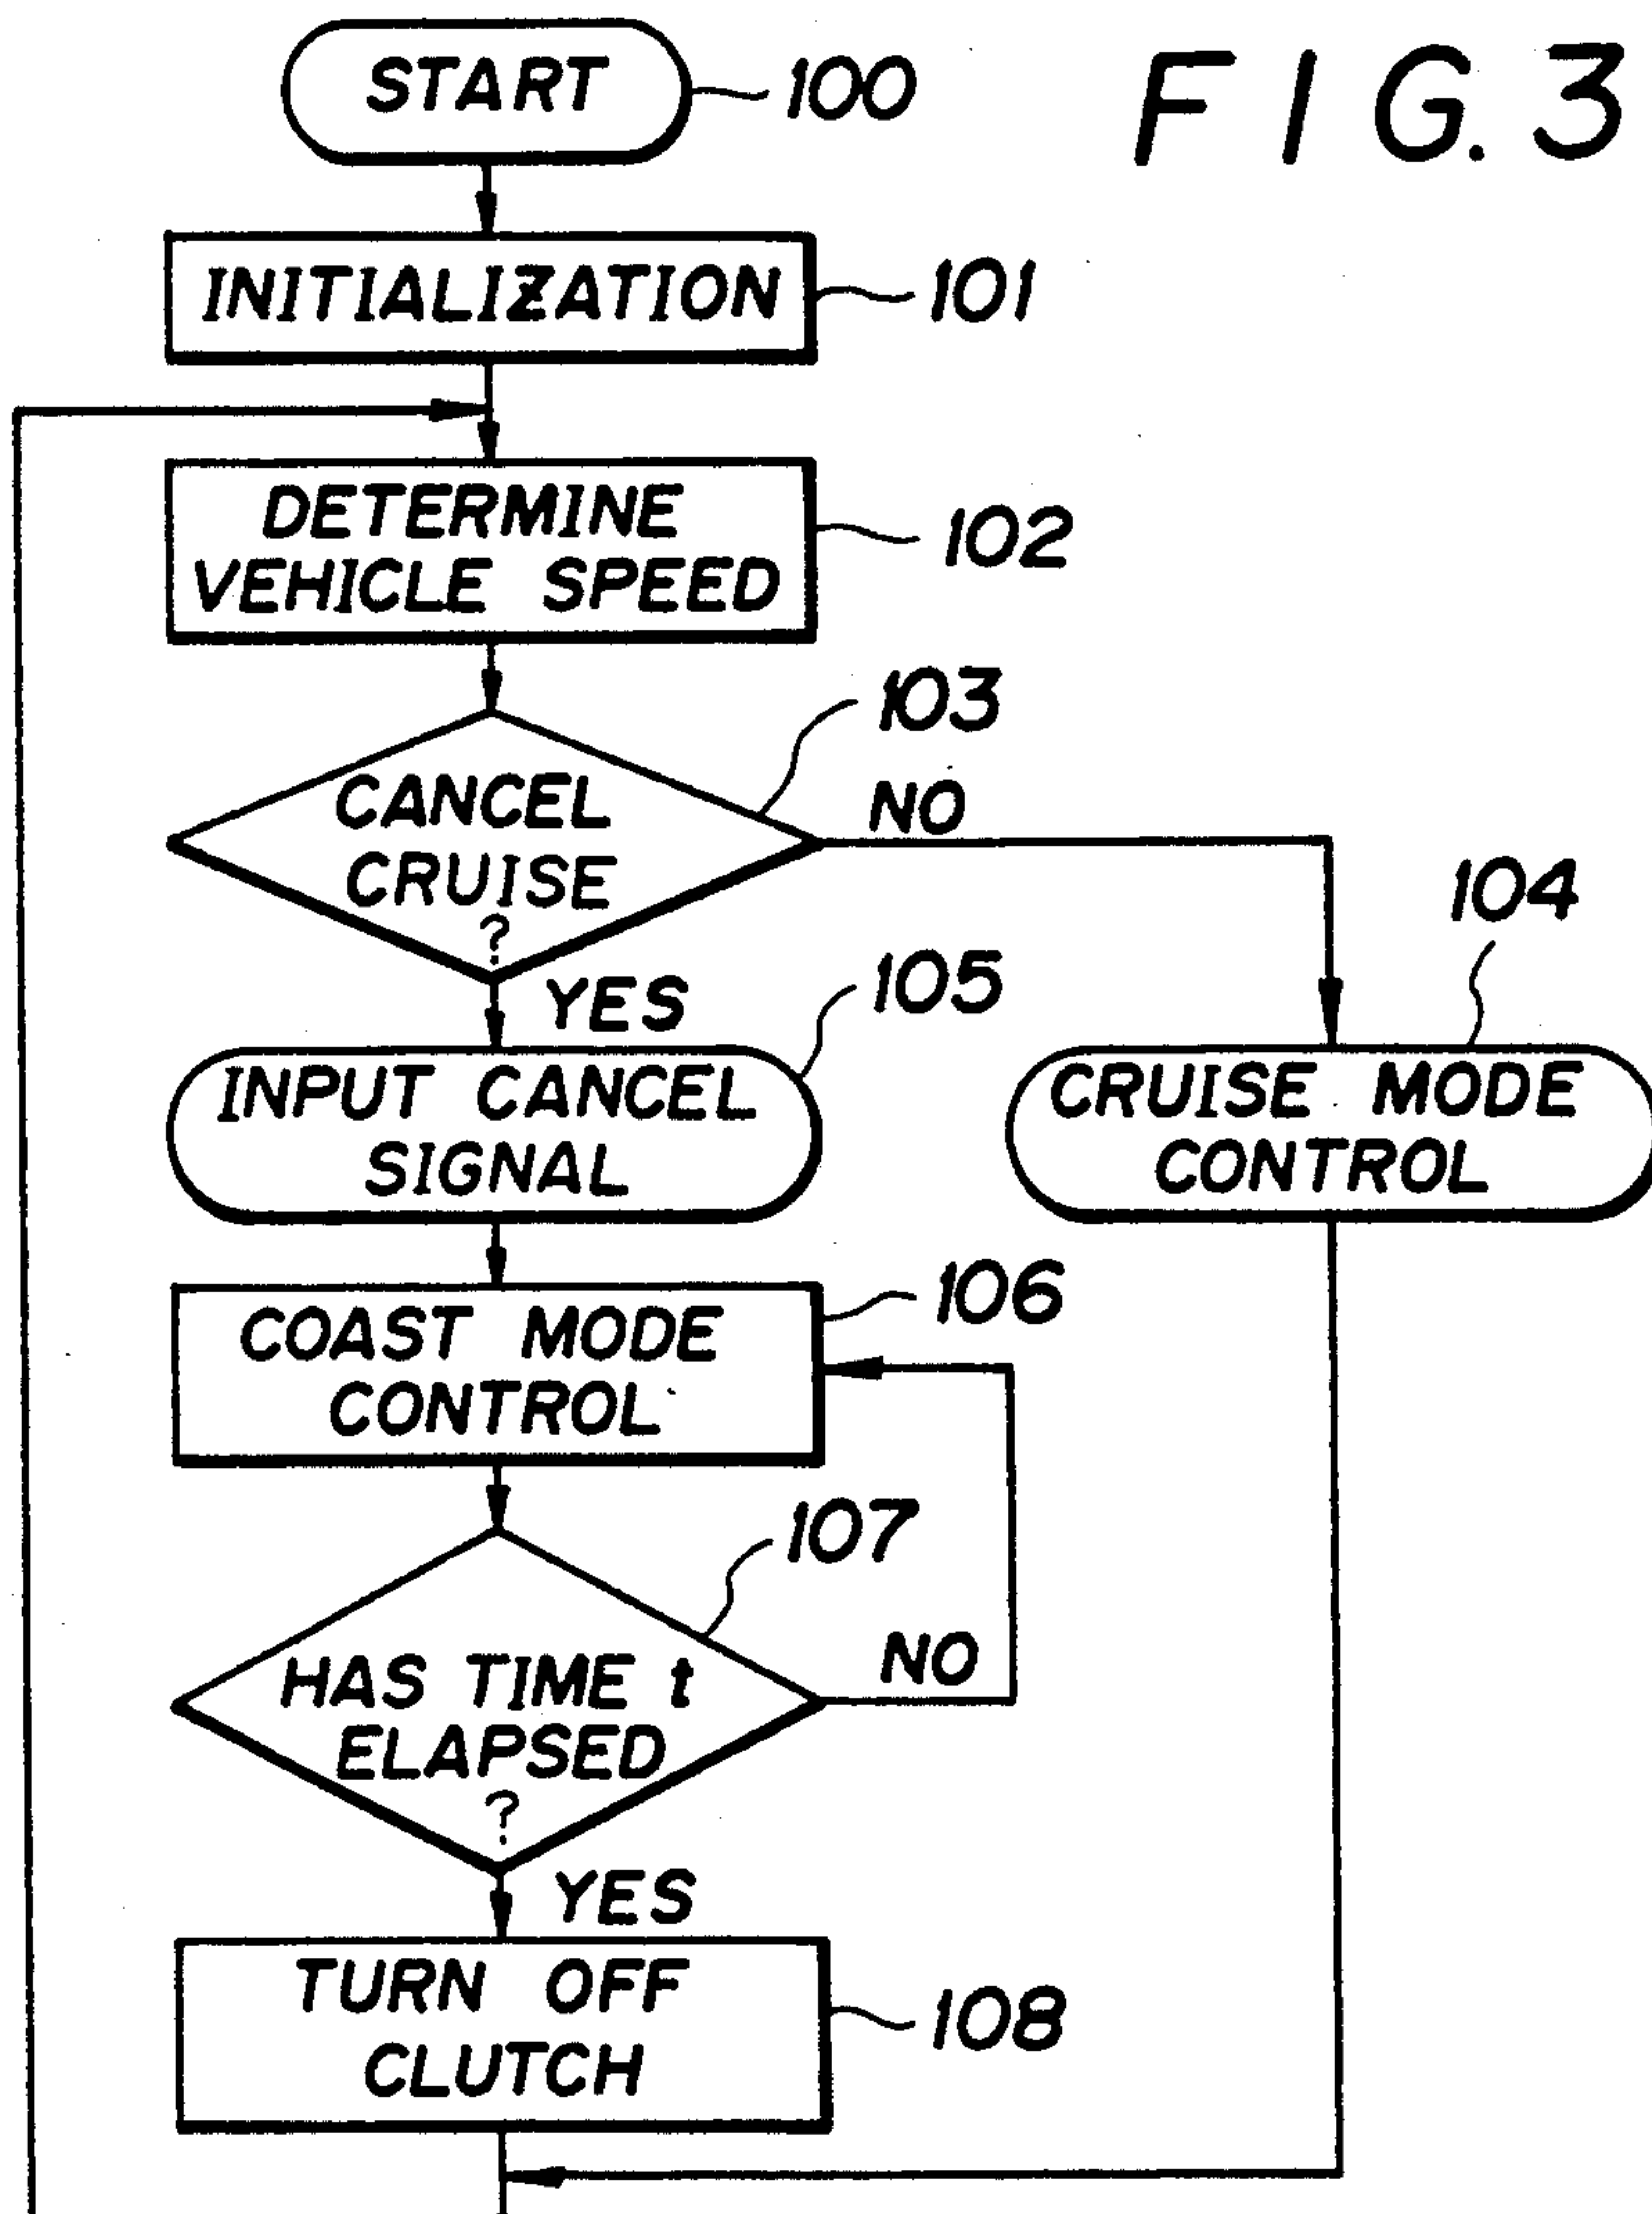 START
100
FIG. 3
INITIALIZATION
101
DETERMINE
VEHICLE SPEED
102
103
CANCEL
CRUISE
?
NO
YES
104
105
INPUT CANCEL
SIGNAL
CRUISE MODE
CONTROL
106
COAST MODE
CONTROL
107
HAS TIME t
ELAPSED
?
NO
YES
TURN OFF
CLUTCH
108